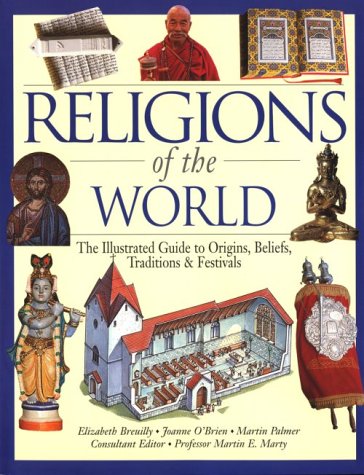 RELIGIONS
of the
WORLD
The Illustrated Guide to Origins, Beliefs,
Traditions & Festivals
Elizabeth Breuilly • Joanne O'Brien • Martin Palmer
Consultant Editor • Professor Martin E. Marty